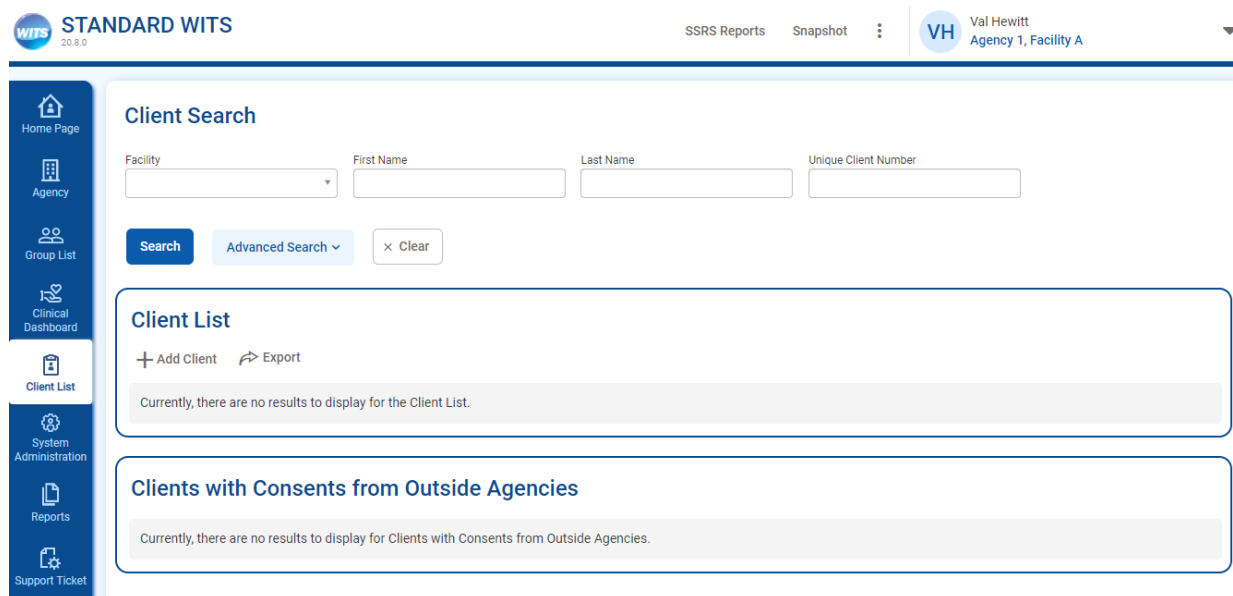 WITS
STANDARD WITS
20.8.0
SSRS Reports
Snapshot
VH
Val Hewitt
Agency 1, Facility A
Home Page
Agency
Group List
Clinical
Dashboard
Client List
System
Administration
Reports
Support Ticket
Client Search
Facility
First Name
Last Name
Unique Client Number
Search
Advanced Search
× Clear
Client List
Add Client
Export
Currently, there are no results to display for the Client List.
Clients with Consents from Outside Agencies
Currently, there are no results to display for Clients with Consents from Outside Agencies.